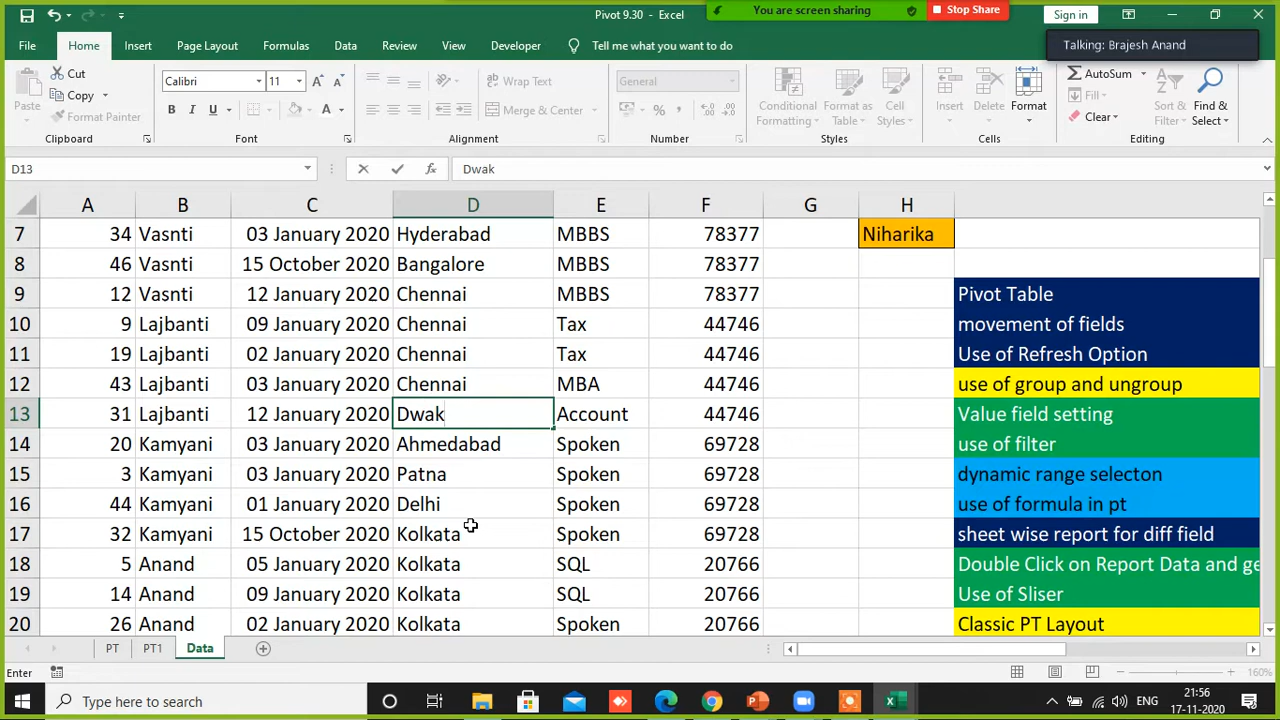 Pivot 9.30 - Excel
You are screen sharing
Stop Share
Sign in
Talking: Brajesh Anand
File Home Insert Page Layout Formulas Data Review View Developer Tell me what you want to do
Cut
Copy
Format Painter
Paste
Clipboard
Calibri 11
B I U
Font
Wrap Text
Merge & Center
Alignment
General
Number
Conditional Formatting
Format as Table
Cell Styles
Styles
Insert Delete Format
Cells
AutoSum
Fill
Clear
Sort & Filter
Find & Select
Editing
D13 fx Dwak
A B C D E F G H
7 34 Vasnti 03 January 2020 Hyderabad MBBS 78377 Niharika
8 46 Vasnti 15 October 2020 Bangalore MBBS 78377
9 12 Vasnti 12 January 2020 Chennai MBBS 78377 Pivot Table
10 9 Lajbanti 09 January 2020 Chennai Tax 44746 movement of fields
11 19 Lajbanti 02 January 2020 Chennai Tax 44746 Use of Refresh Option
12 43 Lajbanti 03 January 2020 Chennai MBA 44746 use of group and ungroup
13 31 Lajbanti 12 January 2020 Dwak Account 44746 Value field setting
14 20 Kamyani 03 January 2020 Ahmedabad Spoken 69728 use of filter
15 3 Kamyani 03 January 2020 Patna Spoken 69728 dynamic range selecton
16 44 Kamyani 01 January 2020 Delhi Spoken 69728 use of formula in pt
17 32 Kamyani 15 October 2020 Kolkata Spoken 69728 sheet wise report for diff field
18 5 Anand 05 January 2020 Kolkata SQL 20766 Double Click on Report Data and ge
19 14 Anand 09 January 2020 Kolkata SQL 20766 Use of Sliser
20 26 Anand 02 January 2020 Kolkata Spoken 20766 Classic PT Layout
PT PT1 Data
Enter 160%
Type here to search
ENG
21:56
17-11-2020